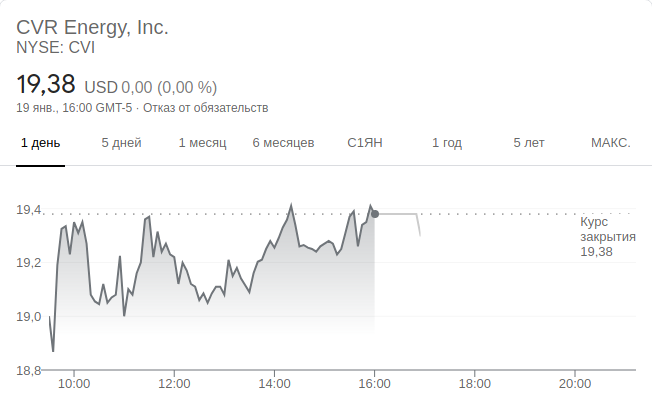 CVR Energy, Inc.
NYSE: CVI
19,38 USD 0,00 (0,00 %)
19 янв., 16:00 GMT-5 · Отказ от обязательств
1 день 5 дней 1 месяц 6 месяцев С1ЯН 1 год 5 лет МАКС.
19,4
Курс
закрытия
19,38
19,2
19,0
18,8
10:00 12:00 14:00 16:00 18:00 20:00